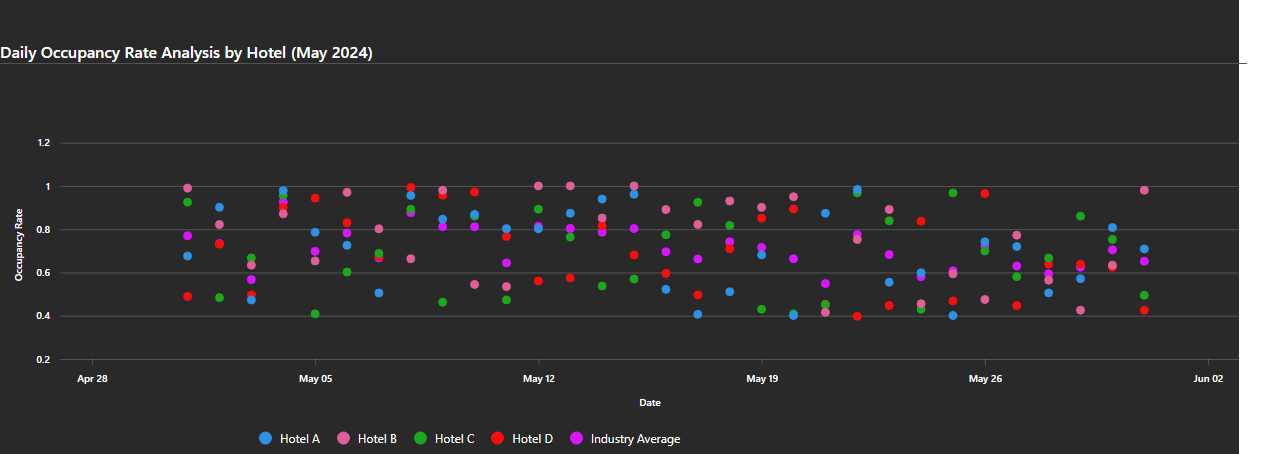 Daily Occupancy Rate Analysis by Hotel (May 2024)
1.2
1
0.8
0.6
0.4
0.2
Occupancy Rate
Apr 28 May 05 May 12 May 19 May 26 Jun 02
Date
Hotel A Hotel B Hotel C Hotel D Industry Average